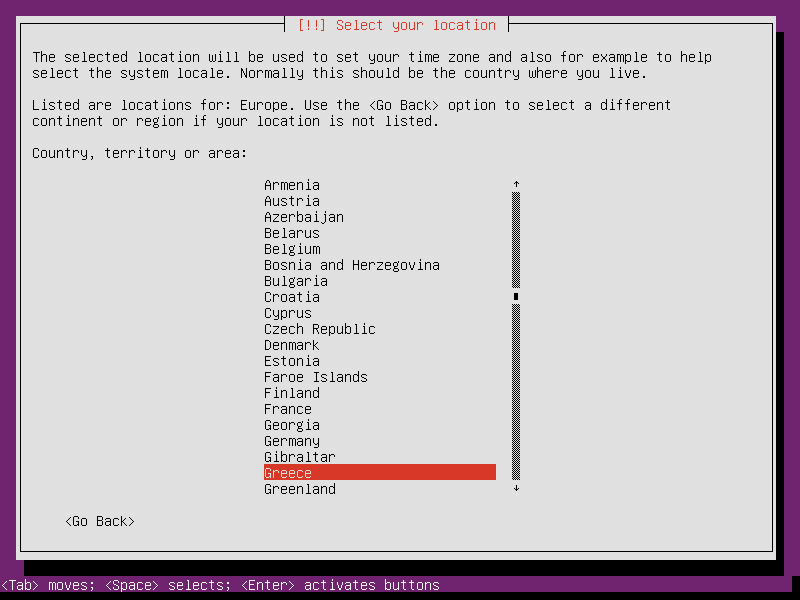 [!!] Select your location
The selected location will be used to set your time zone and also for example to help
select the system locale. Normally this should be the country where you live.
Listed are locations for: Europe. Use the <Go Back> option to select a different
continent or region if your location is not listed.
Country, territory or area:
Armenia
Austria
Azerbaijan
Belarus
Belgium
Bosnia and Herzegovina
Bulgaria
Croatia
Cyprus
Czech Republic
Denmark
Estonia
Faroe Islands
Finland
France
Georgia
Germany
Gibraltar
Greece
Greenland
<Go Back>
<Tab> moves; <Space> selects; <Enter> activates buttons